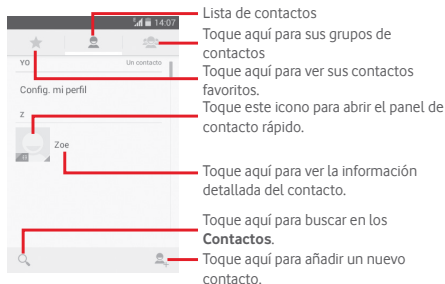 14:07
YO
Un contacto
Config. mi perfil
Z
Zoe
Lista de contactos
Toque aquí para sus grupos de
contactos
Toque aquí para ver sus contactos
favoritos.
Toque este icono para abrir el panel de
contacto rápido.
Toque aquí para ver la información
detallada del contacto.
Toque aquí para buscar en los
Contactos.
Toque aquí para añadir un nuevo
contacto.